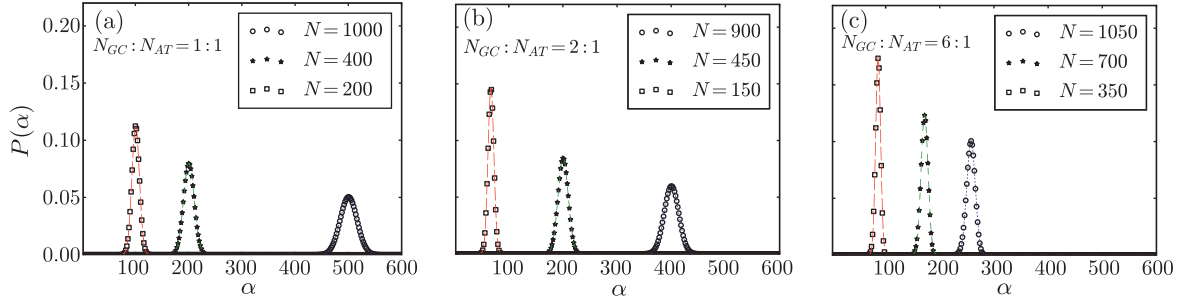 (a)
N_GC : N_AT = 1 : 1
N = 1000
N = 400
N = 200
P(α)
0.20
0.15
0.10
0.05
0.00
100 200 300 400 500 600
α
(b)
N_GC : N_AT = 2 : 1
N = 900
N = 450
N = 150
100 200 300 400 500 600
α
(c)
N_GC : N_AT = 6 : 1
N = 1050
N = 700
N = 350
100 200 300 400 500 600
α